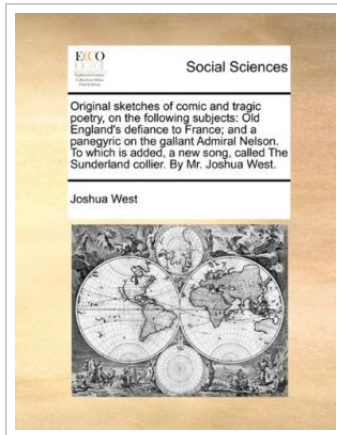 ECCO
Social Sciences
Original sketches of comic and tragic
poetry, on the following subjects: Old
England's defiance to France; and a
panegyric on the gallant Admiral Nelson.
To which is added, a new song, called The
Sunderland collier. By Mr. Joshua West.
Joshua West